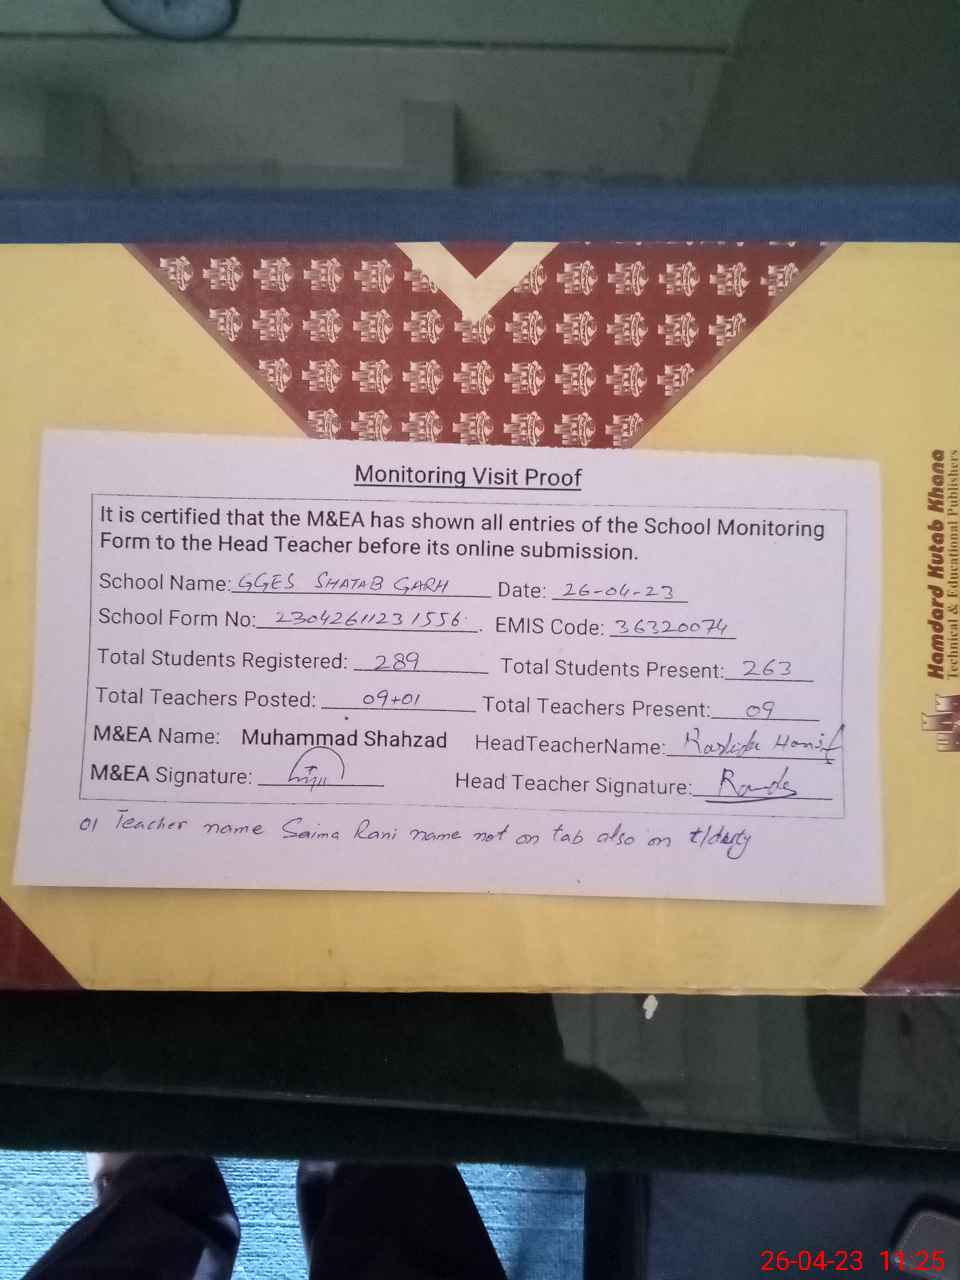 Monitoring Visit Proof
It is certified that the M&EA has shown all entries of the School Monitoring
Form to the Head Teacher before its online submission.
School Name: GGES SHATAB GARH Date: 26-04-23
School Form No: 23042611231556. EMIS Code: 36320074
Total Students Registered: 289 Total Students Present: 263
Total Teachers Posted: 09+01 Total Teachers Present: 09
M&EA Name: Muhammad Shahzad HeadTeacherName: Rashida Hanif
M&EA Signature: Head Teacher Signature:
01 Teacher name Saima Rani name not on tab also on
Hamdard Kutab Khana
Technical & Educational Publishers
26-04-23 11:25